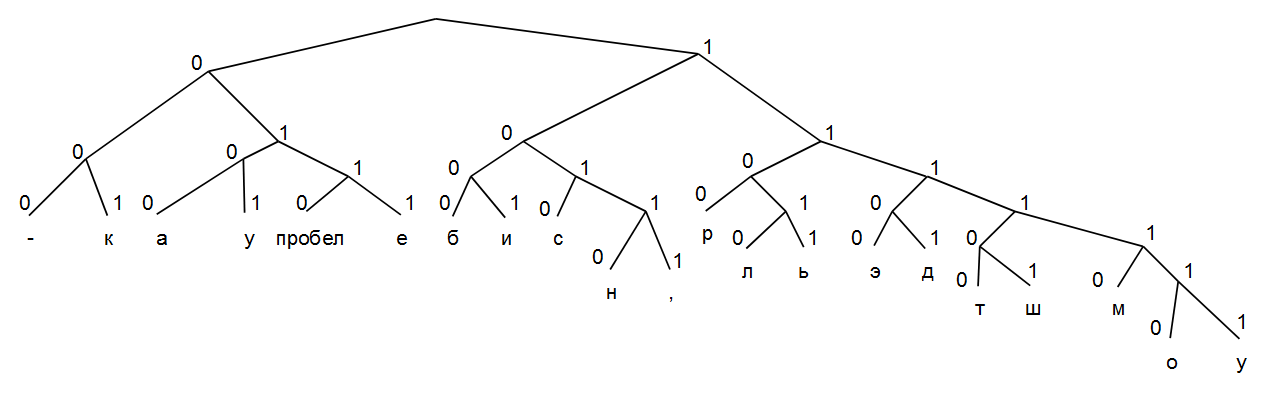 0 1
0 1 0 1
0 1 0 1 0 1
0 1 0 1 0 1 0 1 0 1 0 1 0 1
- к а у пробел е б и с р 0 1 0 1 0 1
0 1 л ь э д 0 1 0 1
н , т ш м
0 1
о у